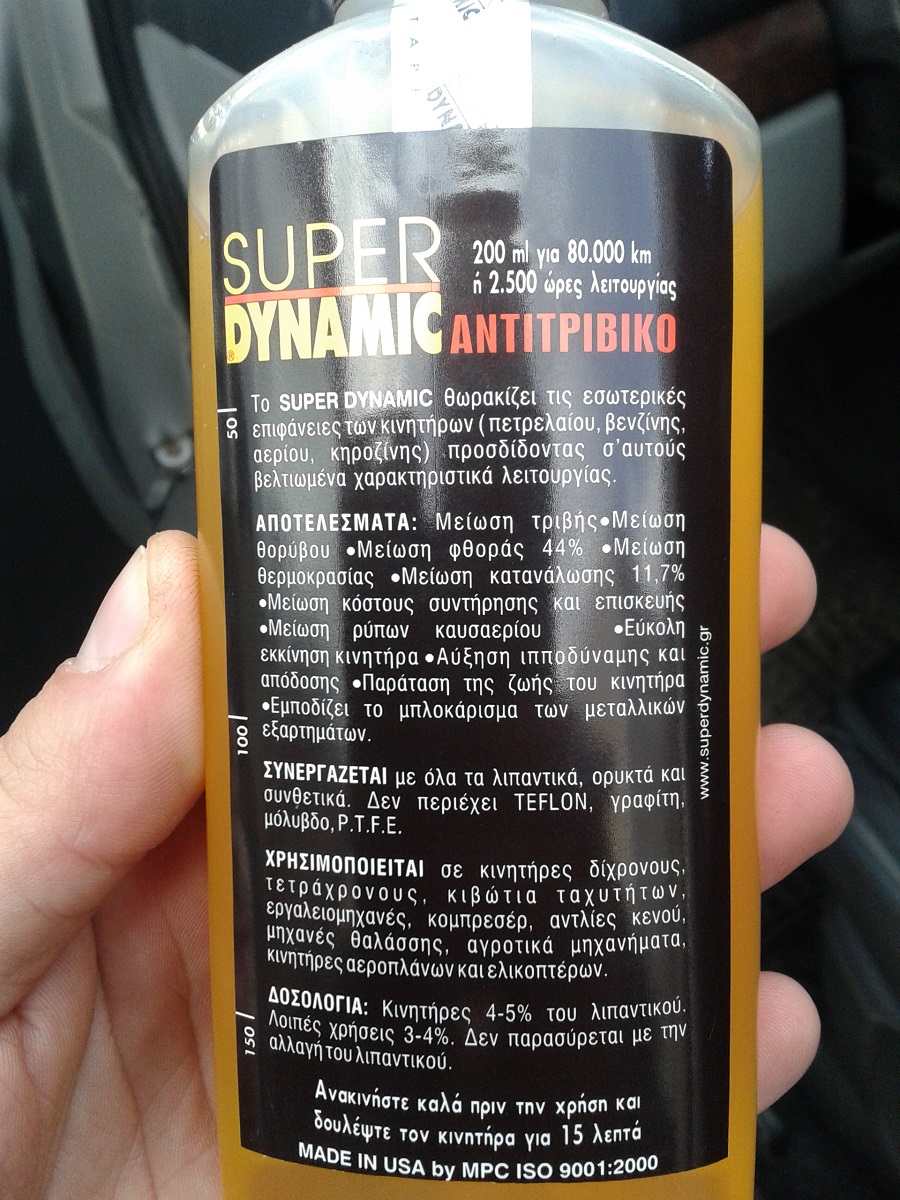 SUPER
DYNAMIC
®
200 ml για 80.000 km
ή 2.500 ώρες λειτουργίας
ΑΝΤΙΤΡΙΒΙΚΟ
Το SUPER DYNAMIC θωρακίζει τις εσωτερικές
επιφάνειες των κινητήρων (πετρελαίου, βενζίνης,
αερίου, κηροζίνης) προσδίδοντας σ'αυτούς
βελτιωμένα χαρακτηριστικά λειτουργίας.
ΑΠΟΤΕΛΕΣΜΑΤΑ: Μείωση τριβής•Μείωση
θορύβου •Μείωση φθοράς 44% •Μείωση
θερμοκρασίας •Μείωση κατανάλωσης 11,7%
•Μείωση κόστους συντήρησης και επισκευής
•Μείωση ρύπων καυσαερίου •Εύκολη
εκκίνηση κινητήρα •Αύξηση ιπποδύναμης και
απόδοσης •Παράταση της ζωής του κινητήρα
•Εμποδίζει το μπλοκάρισμα των μεταλλικών
εξαρτημάτων.
ΣΥΝΕΡΓΑΖΕΤΑΙ με όλα τα λιπαντικά, ορυκτά και
συνθετικά. Δεν περιέχει TEFLON, γραφίτη,
μόλυβδο, P.T.F.E.
ΧΡΗΣΙΜΟΠΟΙΕΙΤΑΙ σε κινητήρες δίχρονους,
τετράχρονους, κιβώτια ταχυτήτων,
εργαλειομηχανές, κομπρεσέρ, αντλίες κενού,
μηχανές θαλάσσης, αγροτικά μηχανήματα,
κινητήρες αεροπλάνων και ελικοπτέρων.
ΔΟΣΟΛΟΓΙΑ: Κινητήρες 4-5% του λιπαντικού.
Λοιπές χρήσεις 3-4%. Δεν παρασύρεται με την
αλλαγή του λιπαντικού.
Ανακινήστε καλά πριν την χρήση και
δουλέψτε τον κινητήρα για 15 λεπτά
MADE IN USA by MPC ISO 9001:2000
50
100
150
www.superdynamic.gr